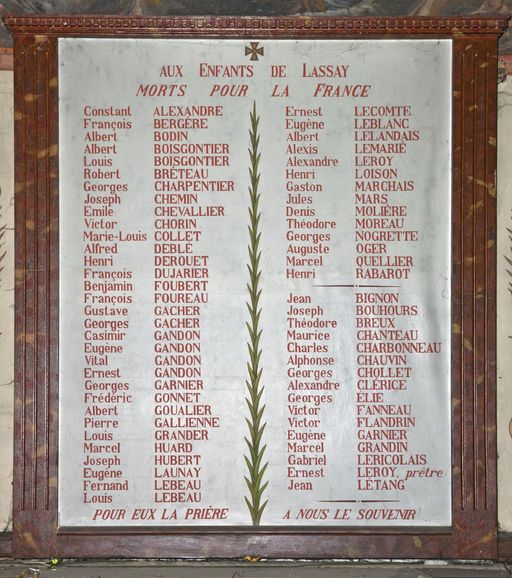 AUX ENFANTS DE LASSAY
MORTS POUR LA FRANCE
Constant ALEXANDRE
François BERGÈRE
Albert BODIN
Albert BOISGONTIER
Louis BOISGONTIER
Robert BRÉTEAU
Georges CHARPENTIER
Joseph CHEMIN
Emile CHEVALLIER
Victor CHORIN
Marie-Louis COLLET
Alfred DEBLÉ
Henri DEROUET
François DUJARIER
Benjamin FOUBERT
François FOUREAU
Gustave GACHER
Georges GACHER
Casimir GANDON
Eugène GANDON
Vital GANDON
Ernest GANDON
Georges GARNIER
Fréderic GONNET
Albert GOUALIER
Pierre GALLIENNE
Louis GRANDER
Marcel HUARD
Joseph HUBERT
Eugène LAUNAY
Fernand LEBEAU
Louis LEBEAU
Ernest LECOMTE
Eugène LEBLANC
Albert LELANDAIS
Alexis LEMARIÉ
Alexandre LEROY
Henri LOISON
Gaston MARCHAIS
Jules MARS
Denis MOLIÈRE
Théodore MOREAU
Georges NOGRETTE
Auguste OGER
Marcel QUELLIER
Henri RABAROT
Jean BIGNON
Joseph BOUHOURS
Théodore BREUX
Maurice CHANTEAU
Charles CHARBONNEAU
Alphonse CHAUVIN
Georges CHOLLET
Alexandre CLÉRICE
Georges ELIE
Victor FANNEAU
Victor FLANDRIN
Eugène GARNIER
Marcel GRANDIN
Gabriel LERICOLAIS
Ernest LEROY, prêtre
Jean LÉTANG
POUR EUX LA PRIÈRE A NOUS LE SOUVENIR